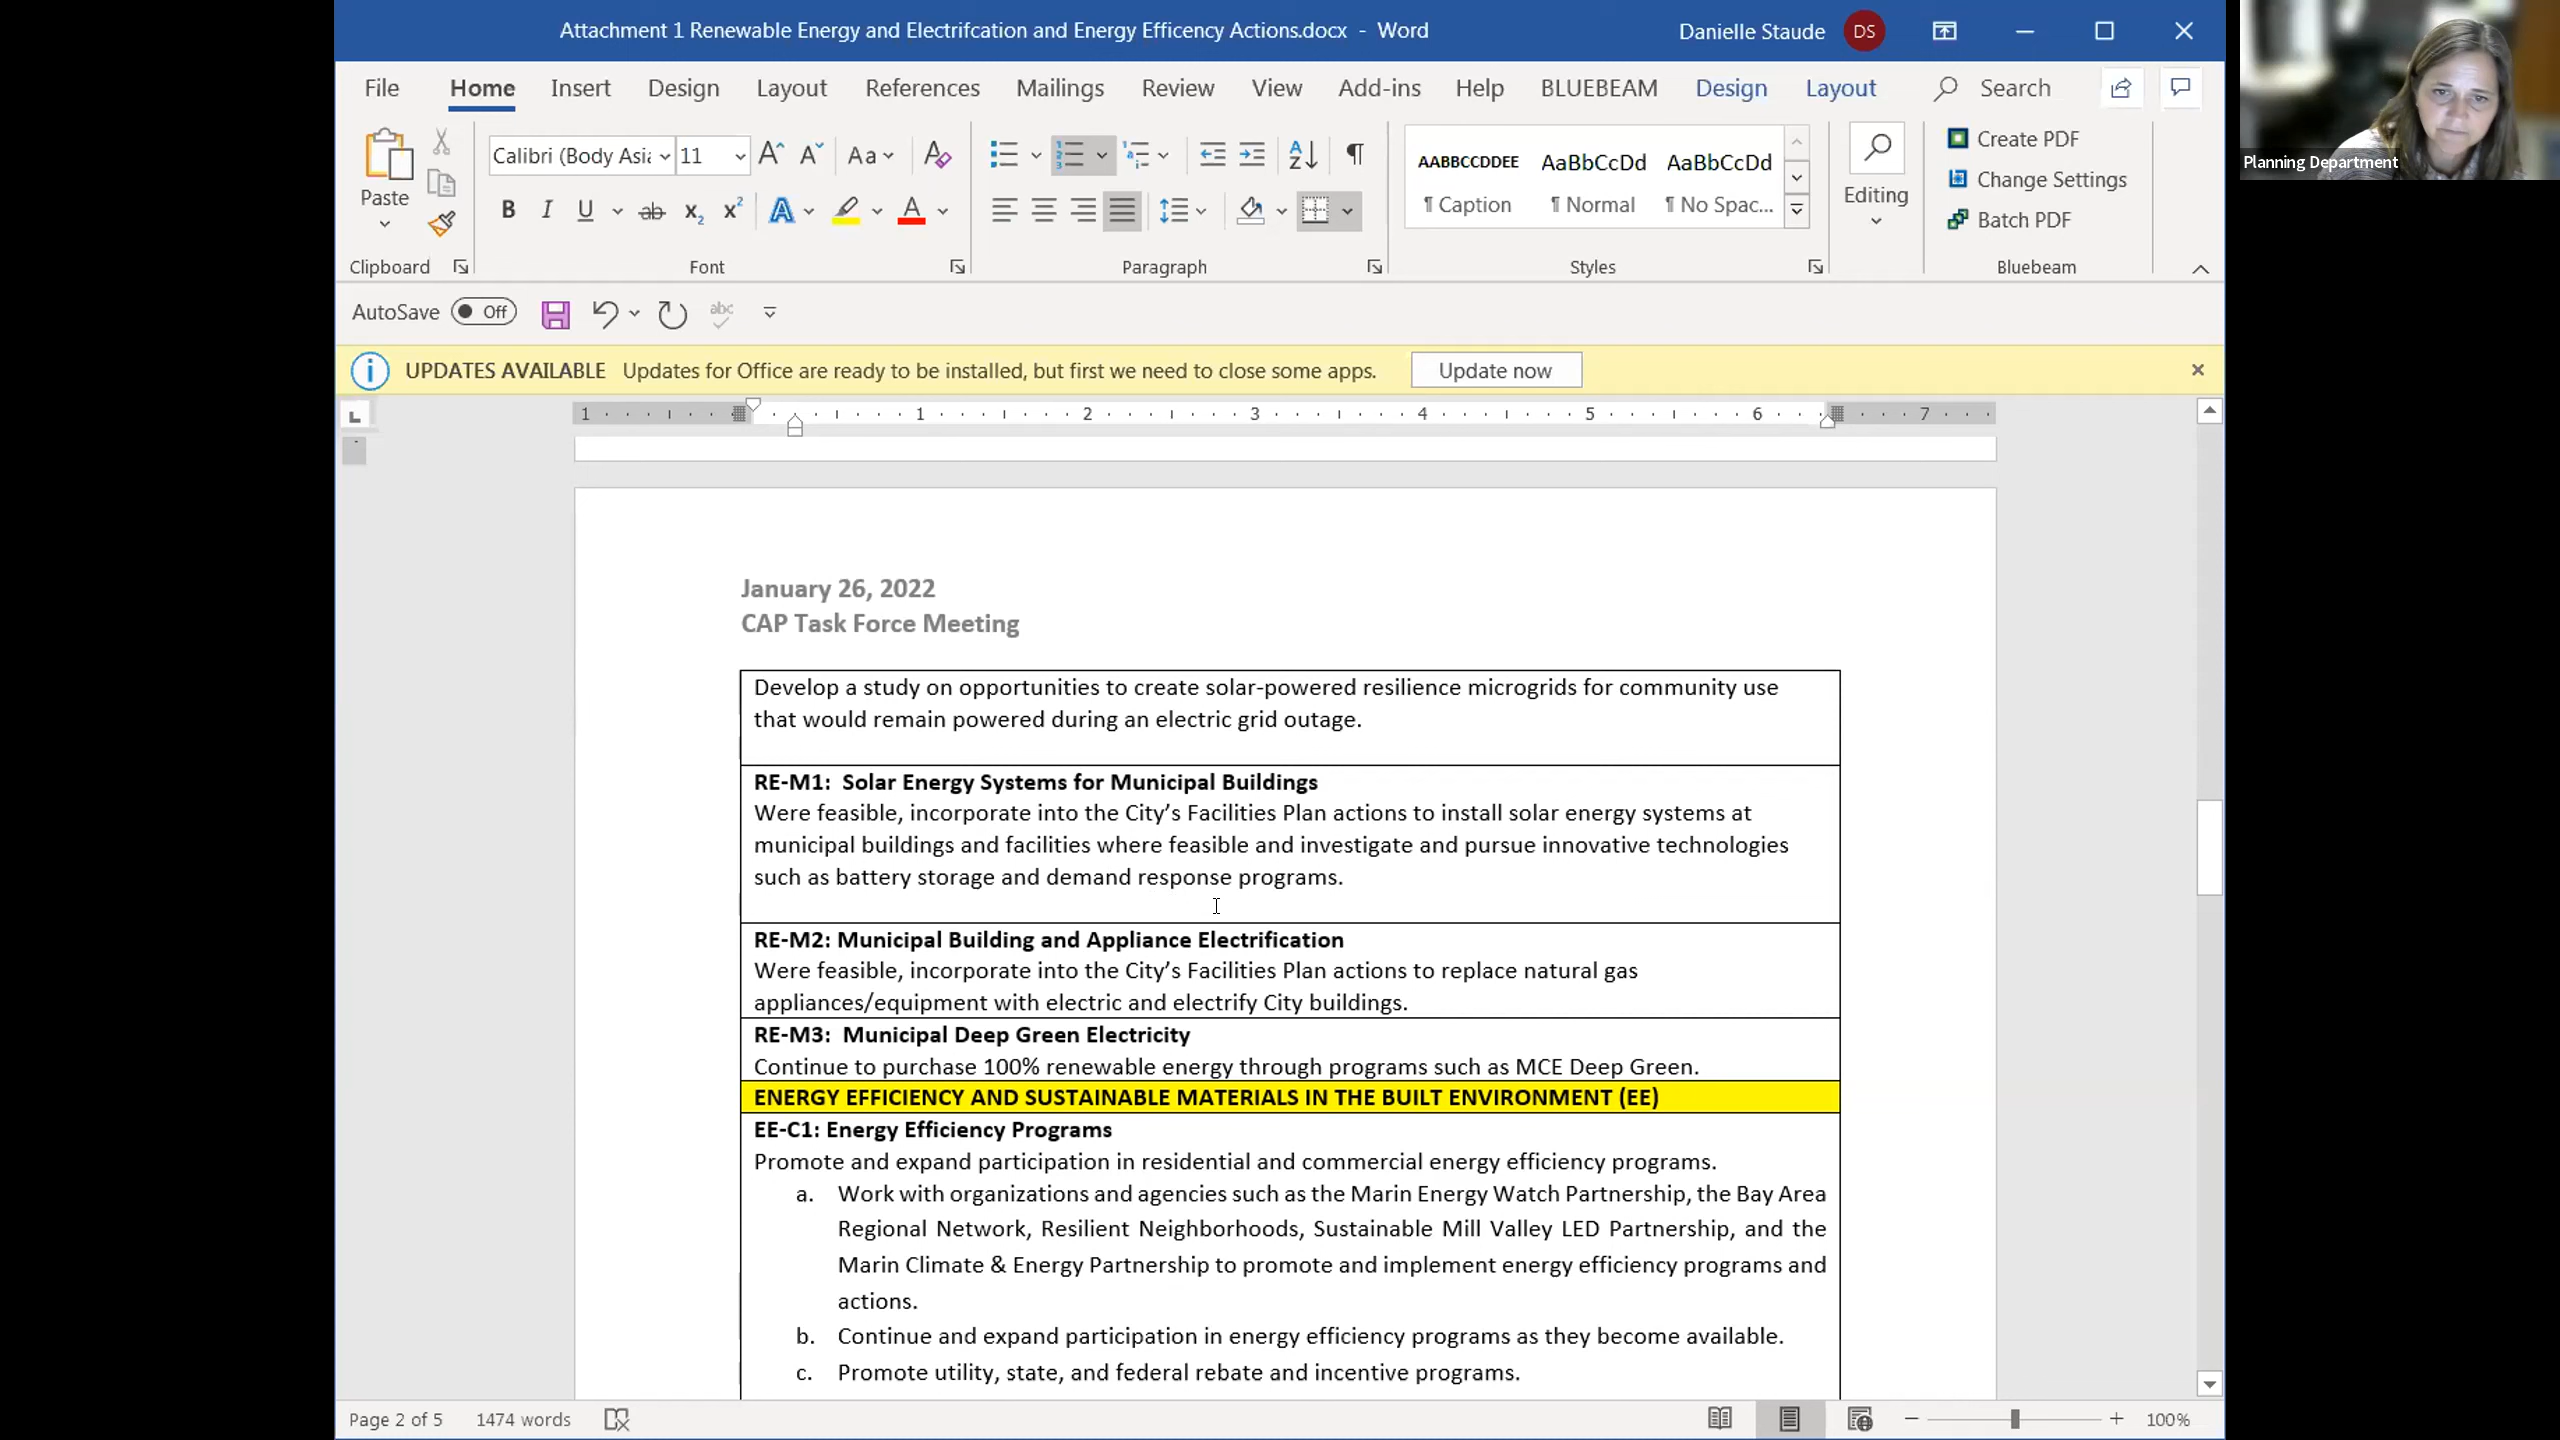 Attachment 1 Renewable Energy and Electrifcation and Energy Efficency Actions.docx - Word
Danielle Staude DS
File Home Insert Design Layout References Mailings Review View Add-ins Help BLUEBEAM Design Layout Search
Paste
Calibri (Body Asi 11
Aa
AABBCCDDEE
¶ Caption
AaBbCcDd
¶ Normal
AaBbCcDd
¶ No Spac...
Editing
Create PDF
Change Settings
Batch PDF
Clipboard Font Paragraph Styles Bluebeam
AutoSave Off
UPDATES AVAILABLE Updates for Office are ready to be installed, but first we need to close some apps. Update now
1 1 2 3 4 5 6 7
January 26, 2022
CAP Task Force Meeting
Develop a study on opportunities to create solar-powered resilience microgrids for community use
that would remain powered during an electric grid outage.
RE-M1: Solar Energy Systems for Municipal Buildings
Were feasible, incorporate into the City's Facilities Plan actions to install solar energy systems at
municipal buildings and facilities where feasible and investigate and pursue innovative technologies
such as battery storage and demand response programs.
RE-M2: Municipal Building and Appliance Electrification
Were feasible, incorporate into the City's Facilities Plan actions to replace natural gas
appliances/equipment with electric and electrify City buildings.
RE-M3: Municipal Deep Green Electricity
Continue to purchase 100% renewable energy through programs such as MCE Deep Green.
ENERGY EFFICIENCY AND SUSTAINABLE MATERIALS IN THE BUILT ENVIRONMENT (EE)
EE-C1: Energy Efficiency Programs
Promote and expand participation in residential and commercial energy efficiency programs.
a. Work with organizations and agencies such as the Marin Energy Watch Partnership, the Bay Area
Regional Network, Resilient Neighborhoods, Sustainable Mill Valley LED Partnership, and the
Marin Climate & Energy Partnership to promote and implement energy efficiency programs and
actions.
b. Continue and expand participation in energy efficiency programs as they become available.
c. Promote utility, state, and federal rebate and incentive programs.
Page 2 of 5 1474 words 100%
Planning Department